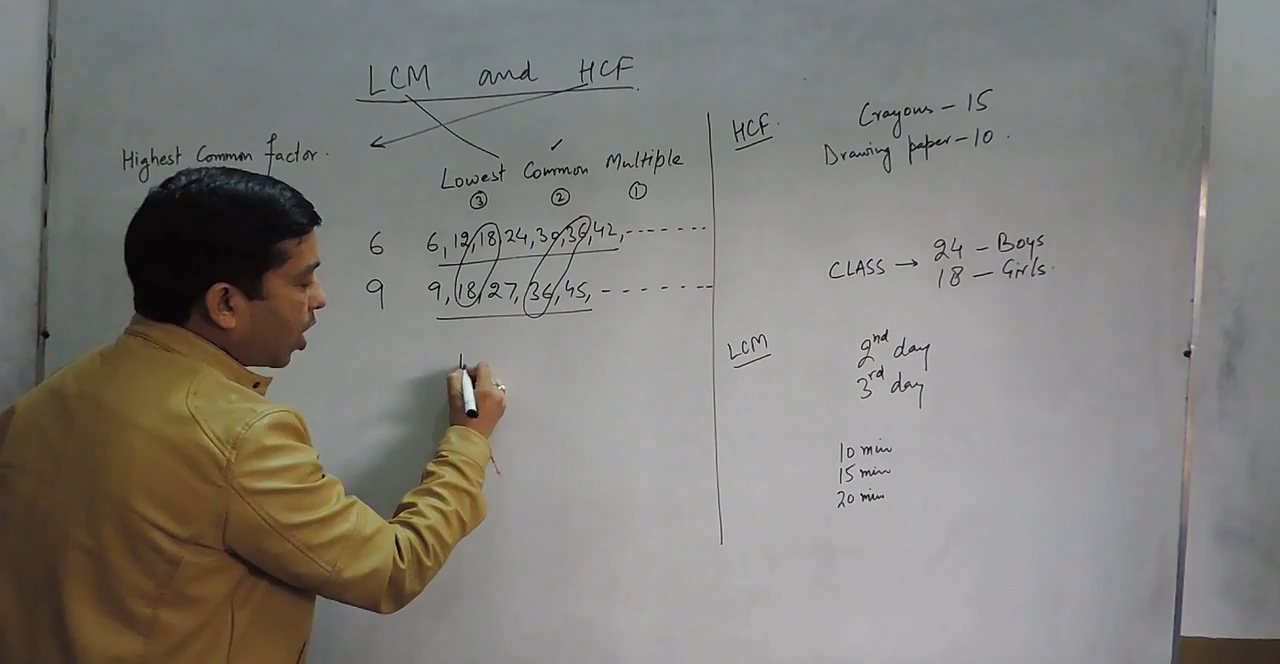 LCM and HCF
Highest Common factor.
Lowest Common Multiple
③ ② ①
6 6, 12, 18, 24, 30, 36, 42, -------
9 9, 18, 27, 36, 45, -------
HCF.
Crayons - 15
Drawing paper - 10.
CLASS → 24 - Boys
18 - Girls.
LCM
2nd day
3rd day
10 min
15 min
20 min